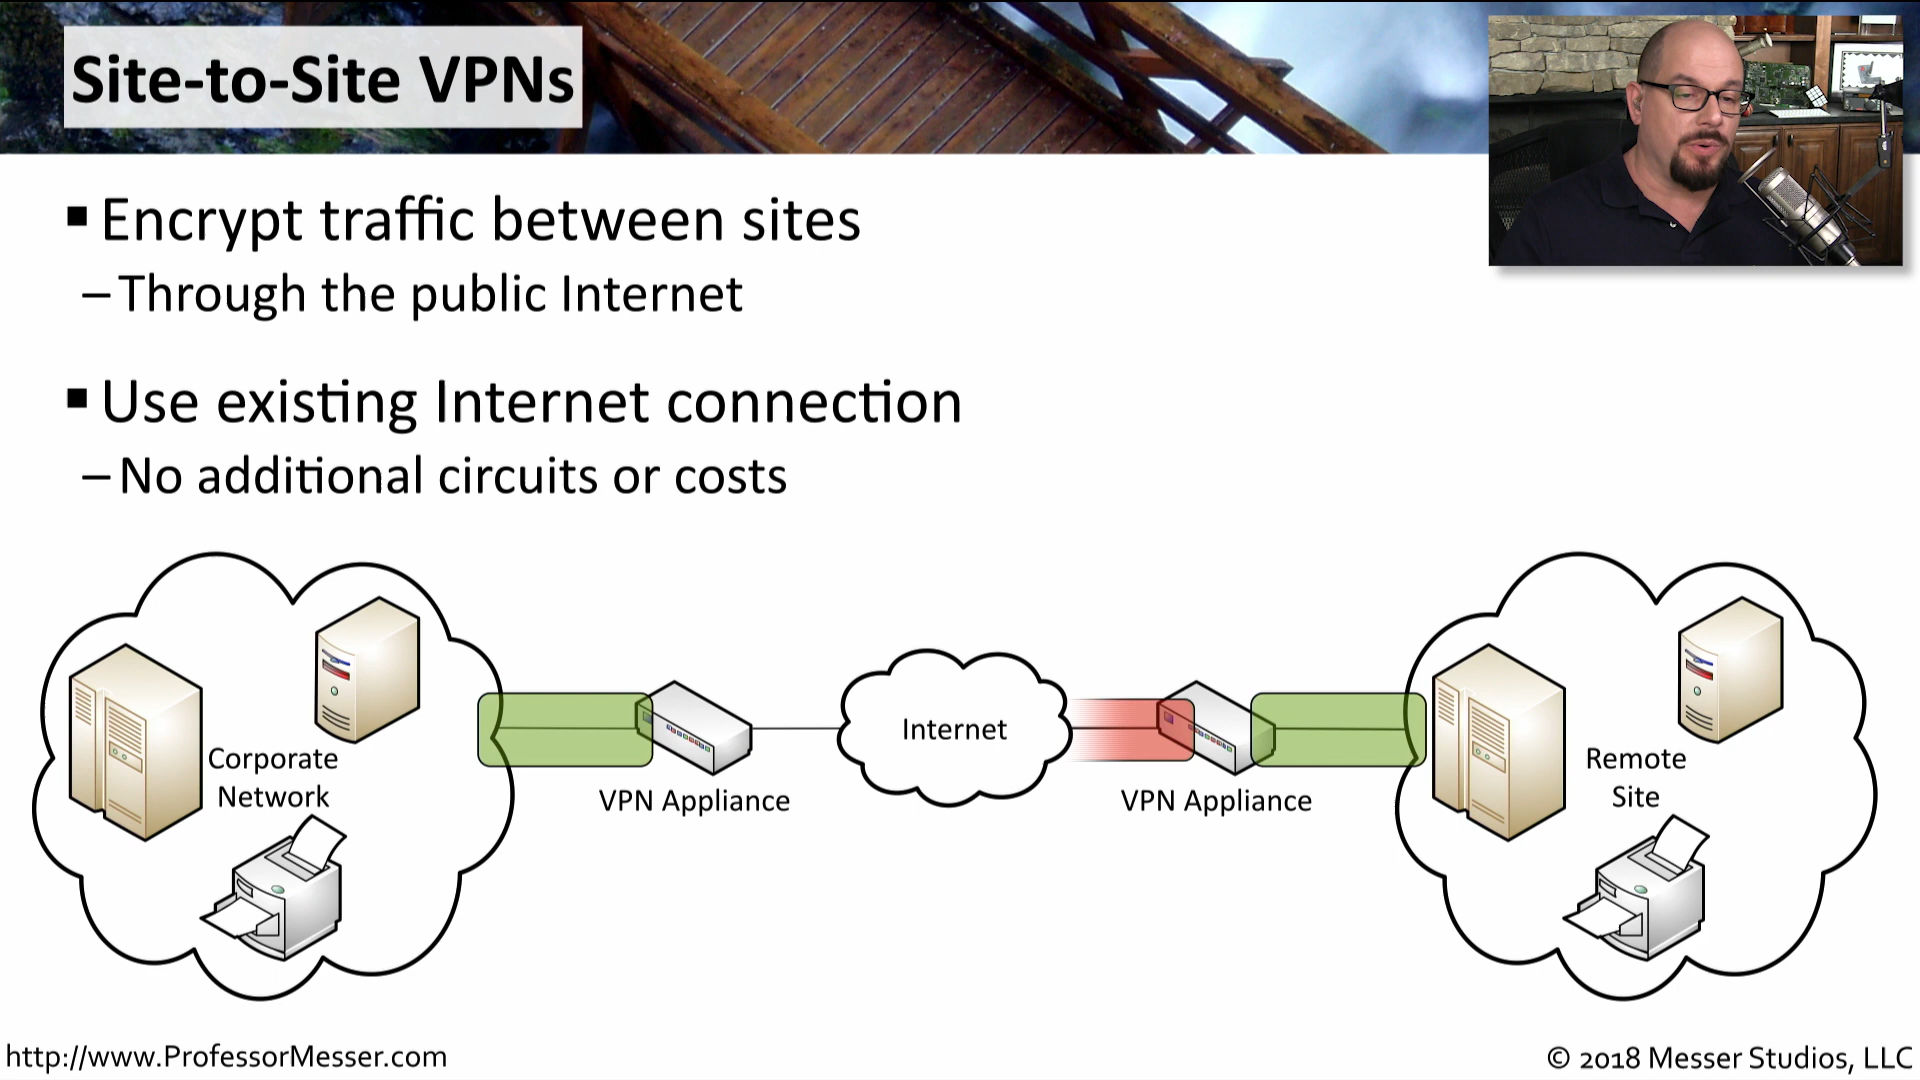 Site-to-Site VPNs
▪ Encrypt traffic between sites
– Through the public Internet
▪ Use existing Internet connection
– No additional circuits or costs
Corporate
Network
VPN Appliance
Internet
VPN Appliance
Remote
Site
http://www.ProfessorMesser.com
© 2018 Messer Studios, LLC